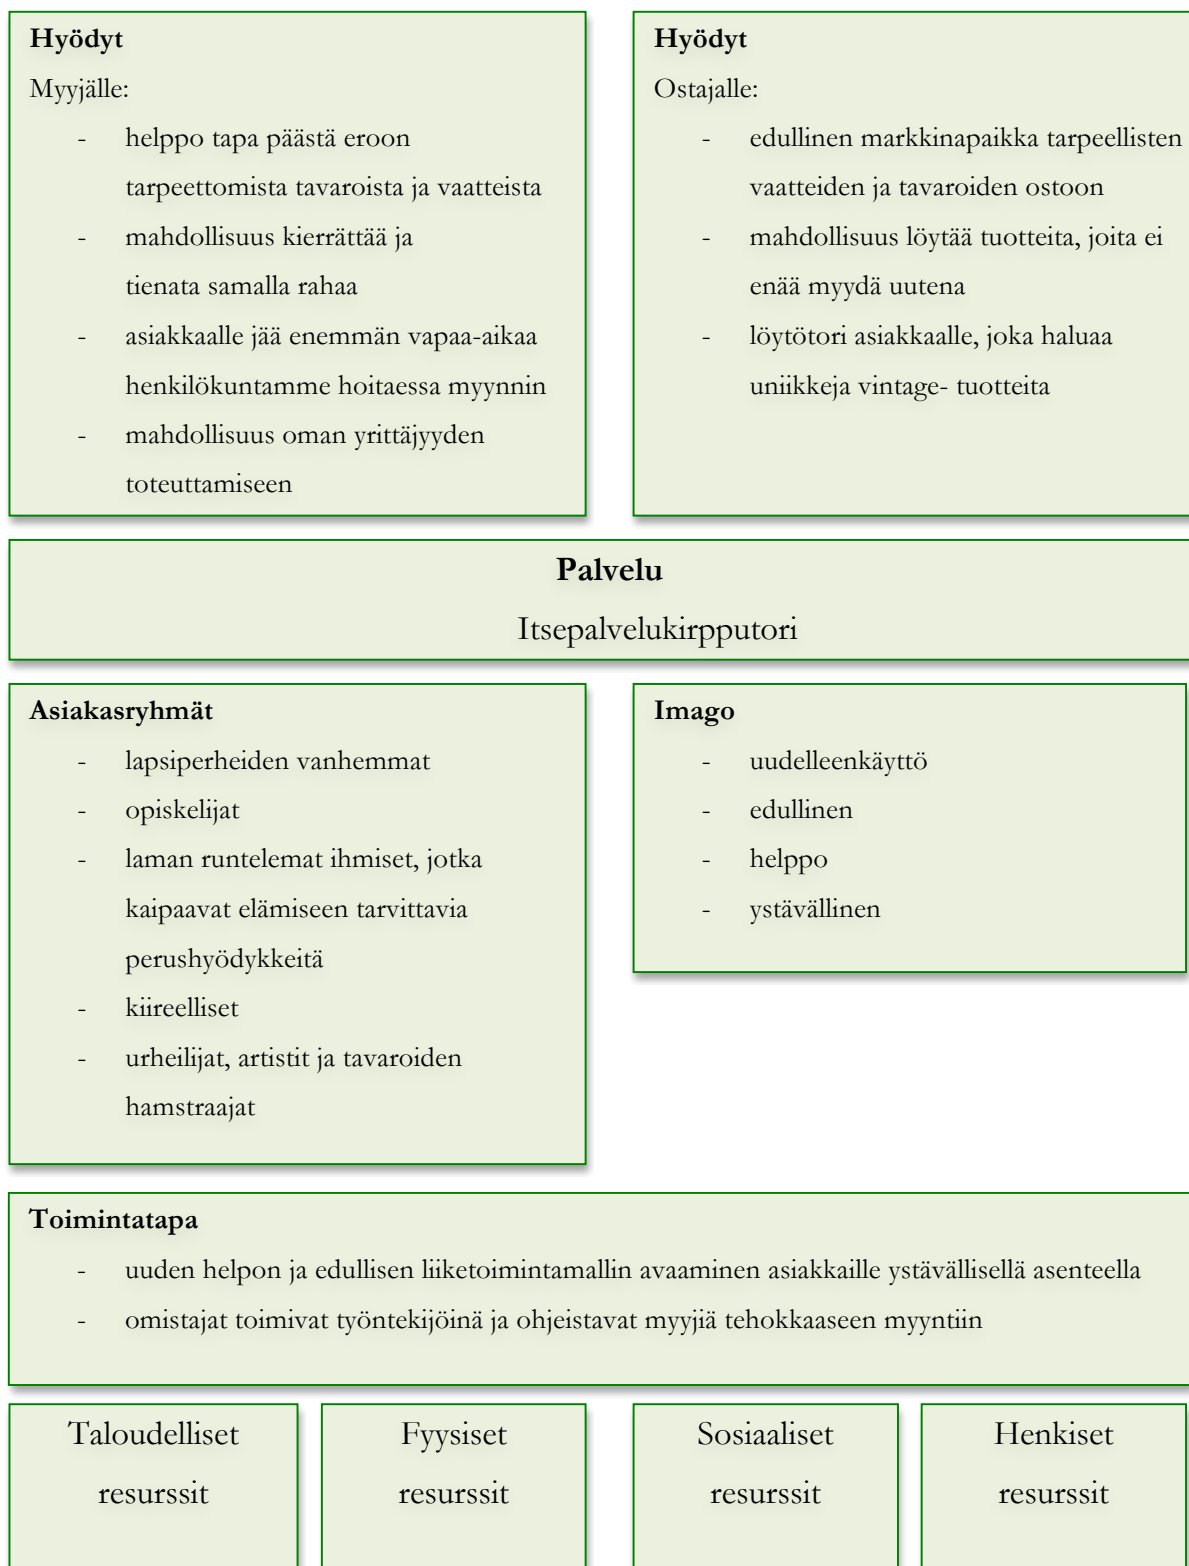 Hyödyt
Myyjälle:
- helppo tapa päästä eroon
tarpeettomista tavaroista ja vaatteista
- mahdollisuus kierrättää ja
tienata samalla rahaa
- asiakkaalle jää enemmän vapaa-aikaa
henkilökuntamme hoitaessa myynnin
- mahdollisuus oman yrittäjyyden
toteuttamiseen
Hyödyt
Ostajalle:
- edullinen markkinapaikka tarpeellisten
vaatteiden ja tavaroiden ostoon
- mahdollisuus löytää tuotteita, joita ei
enää myydä uutena
- löytötori asiakkaalle, joka haluaa
uniikkeja vintage- tuotteita
Palvelu
Itsepalvelukirpputori
Asiakasryhmät
- lapsiperheiden vanhemmat
- opiskelijat
- laman runtelemat ihmiset, jotka
kaipaavat elämiseen tarvittavia
perushyödykkeitä
- kiireelliset
- urheilijat, artistit ja tavaroiden
hamstraajat
Imago
- uudelleenkäyttö
- edullinen
- helppo
- ystävällinen
Toimintatapa
- uuden helpon ja edullisen liiketoimintamallin avaaminen asiakkaille ystävällisellä asenteella
- omistajat toimivat työntekijöinä ja ohjeistavat myyjiä tehokkaaseen myyntiin
Taloudelliset
resurssit
Fyysiset
resurssit
Sosiaaliset
resurssit
Henkiset
resurssit